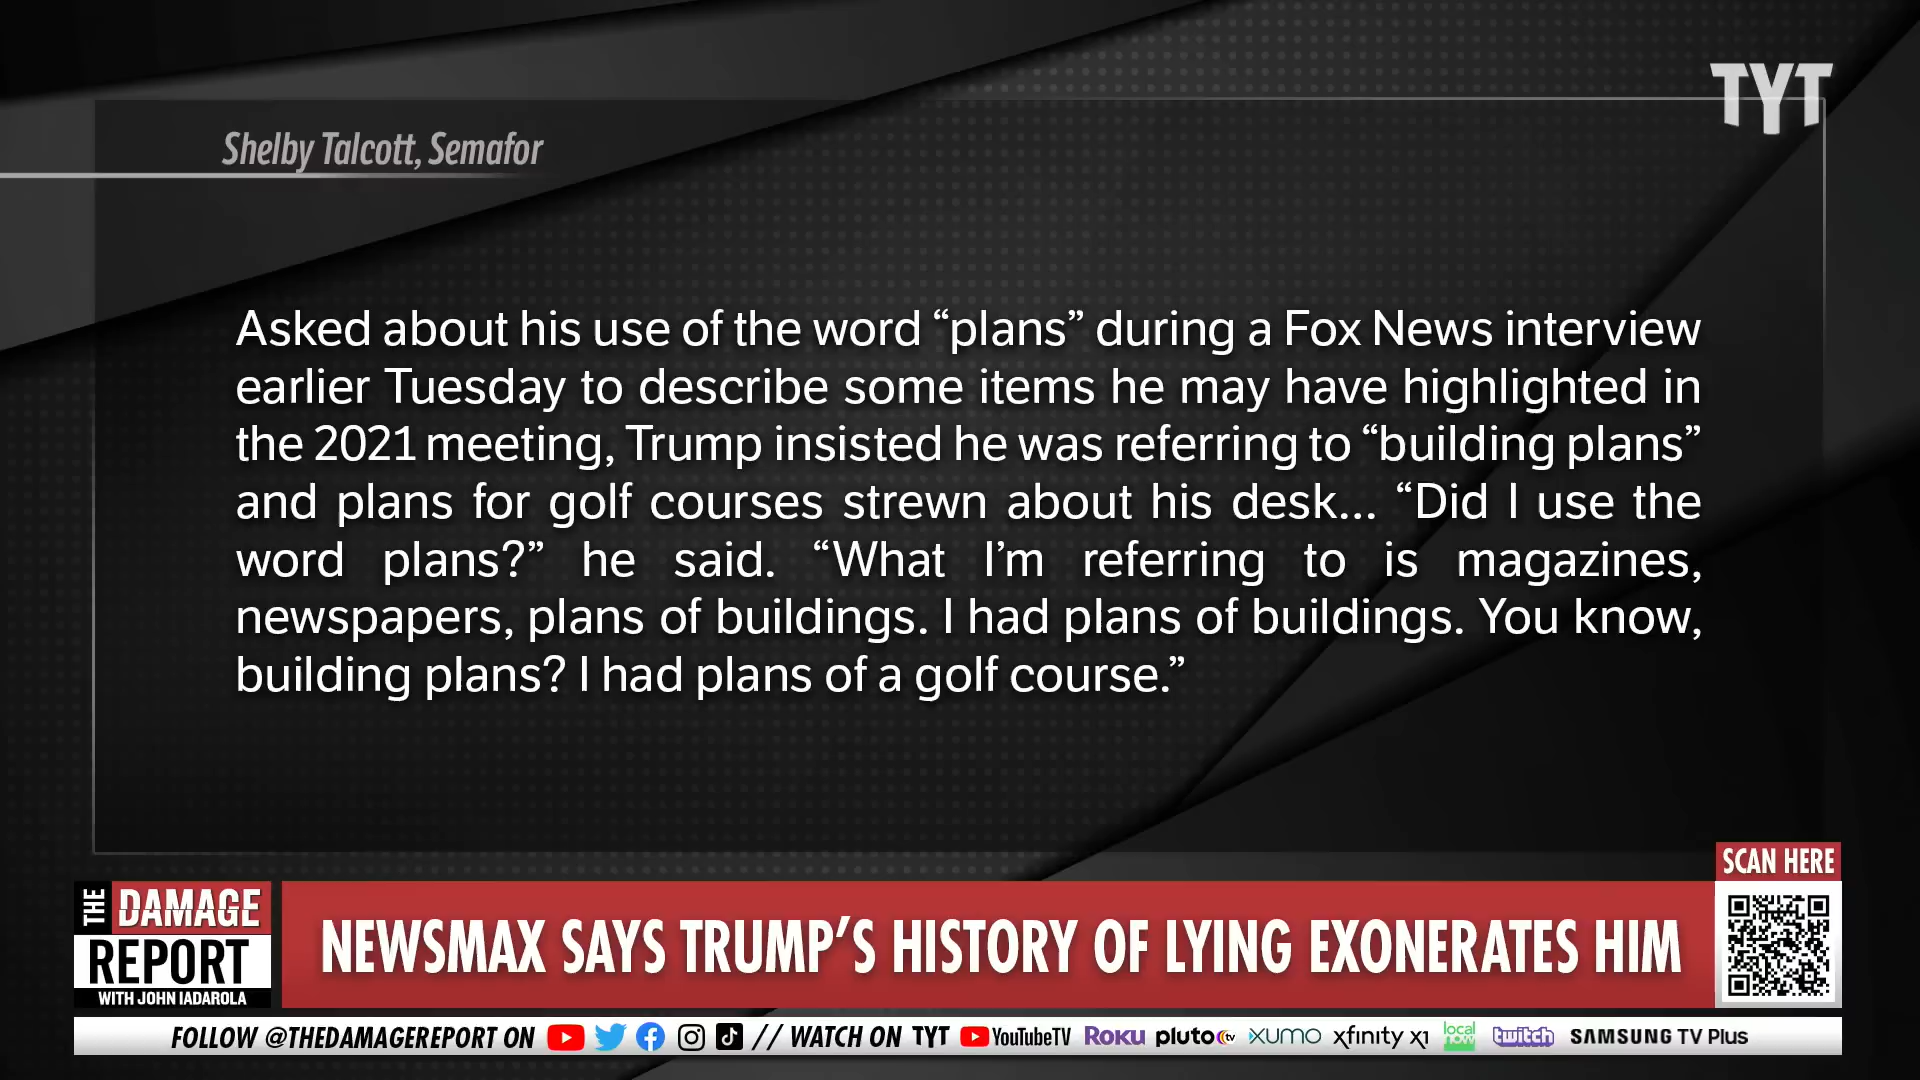 TYT
Shelby Talcott, Semafor
Asked about his use of the word “plans” during a Fox News interview
earlier Tuesday to describe some items he may have highlighted in
the 2021 meeting, Trump insisted he was referring to “building plans”
and plans for golf courses strewn about his desk... “Did I use the
word plans?” he said. “What I’m referring to is magazines,
newspapers, plans of buildings. I had plans of buildings. You know,
building plans? I had plans of a golf course.”
SCAN HERE
THE DAMAGE
REPORT
WITH JOHN IADAROLA
NEWSMAX SAYS TRUMP’S HISTORY OF LYING EXONERATES HIM
FOLLOW @THEDAMAGEREPORT ON // WATCH ON TYT YouTubeTV ROKU pluto tv XUMO xfinity x1 local now twitch SAMSUNG TV Plus